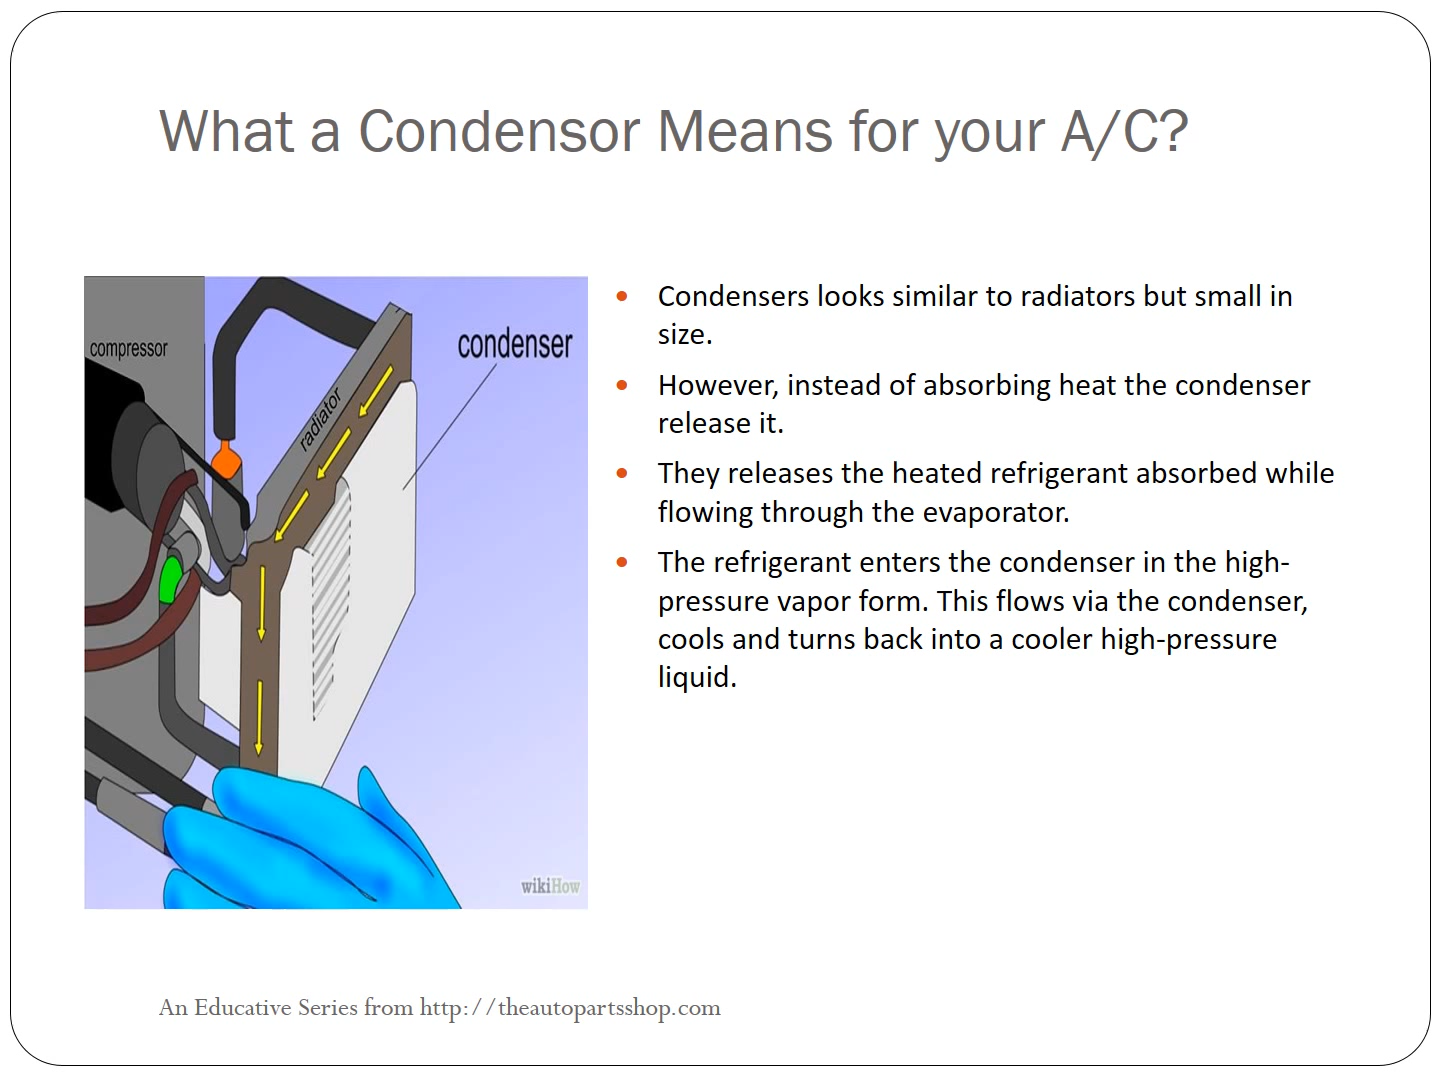 What a Condensor Means for your A/C?
compressor
condenser
radiator
wikiHow
• Condensers looks similar to radiators but small in
size.
• However, instead of absorbing heat the condenser
release it.
• They releases the heated refrigerant absorbed while
flowing through the evaporator.
• The refrigerant enters the condenser in the high-
pressure vapor form. This flows via the condenser,
cools and turns back into a cooler high-pressure
liquid.
An Educative Series from http://theautopartsshop.com